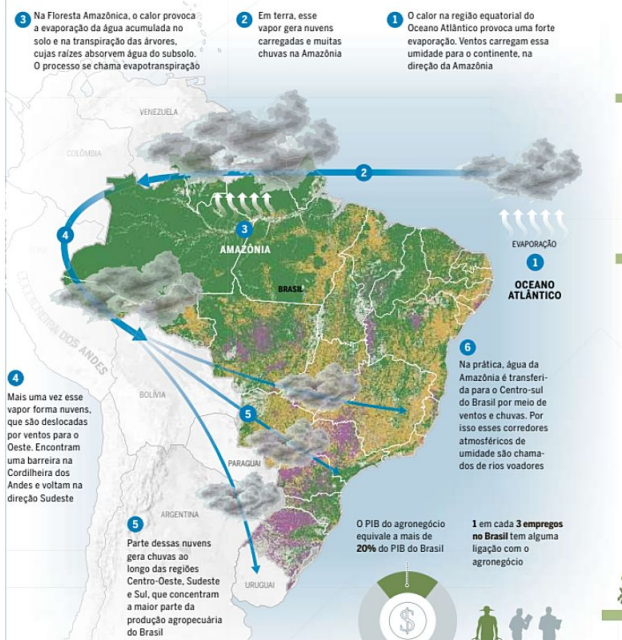 3 Na Floresta Amazônica, o calor provoca
a evaporação da água acumulada no
solo e na transpiração das árvores,
cujas raízes absorvem água do subsolo.
O processo se chama evapotranspiração
2 Em terra, esse
vapor gera nuvens
carregadas e muitas
chuvas na Amazônia
1 O calor na região equatorial do
Oceano Atlântico provoca uma forte
evaporação. Ventos carregam essa
umidade para o continente, na
direção da Amazônia
VENEZUELA
COLÔMBIA
2
3
AMAZÔNIA
4
EVAPORAÇÃO
1
OCEANO
ATLÂNTICO
BRASIL
CORDILHEIRA DOS ANDES
6
Na prática, água da
Amazônia é transferi-
da para o Centro-sul
do Brasil por meio de
ventos e chuvas. Por
isso esses corredores
atmosféricos de
umidade são chama-
dos de rios voadores
4
Mais uma vez esse
vapor forma nuvens,
que são deslocadas
por ventos para o
Oeste. Encontram
uma barreira na
Cordilheira dos
Andes e voltam na
direção Sudeste
BOLÍVIA
5
PARAGUAI
ARGENTINA
URUGUAI
5
Parte dessas nuvens
gera chuvas ao
longo das regiões
Centro-Oeste, Sudeste
e Sul, que concentram
a maior parte da
produção agropecuária
do Brasil
O PIB do agronegócio
equivale a mais de
20% do PIB do Brasil
$
1 em cada 3 empregos
no Brasil tem alguma
ligação com o
agronegócio